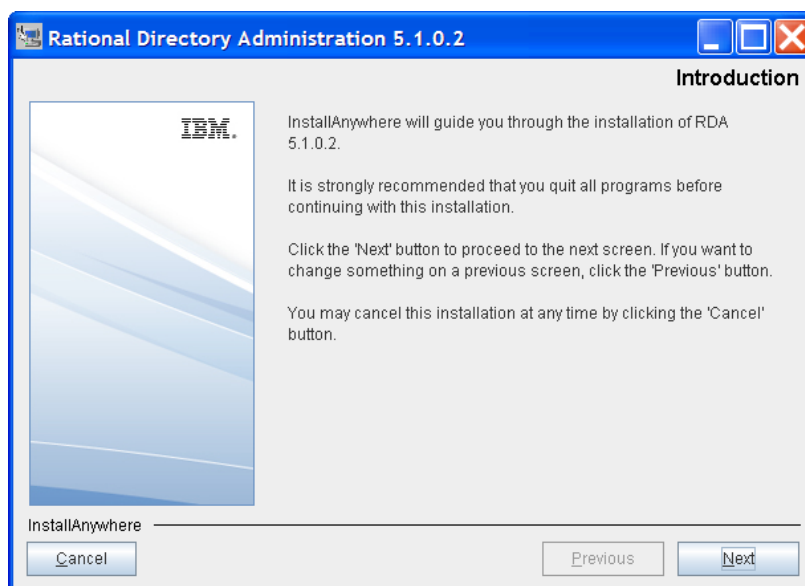 Rational Directory Administration 5.1.0.2
Introduction
IBM.
InstallAnywhere will guide you through the installation of RDA
5.1.0.2.
It is strongly recommended that you quit all programs before
continuing with this installation.
Click the 'Next' button to proceed to the next screen. If you want to
change something on a previous screen, click the 'Previous' button.
You may cancel this installation at any time by clicking the 'Cancel'
button.
InstallAnywhere
Cancel
Previous
Next